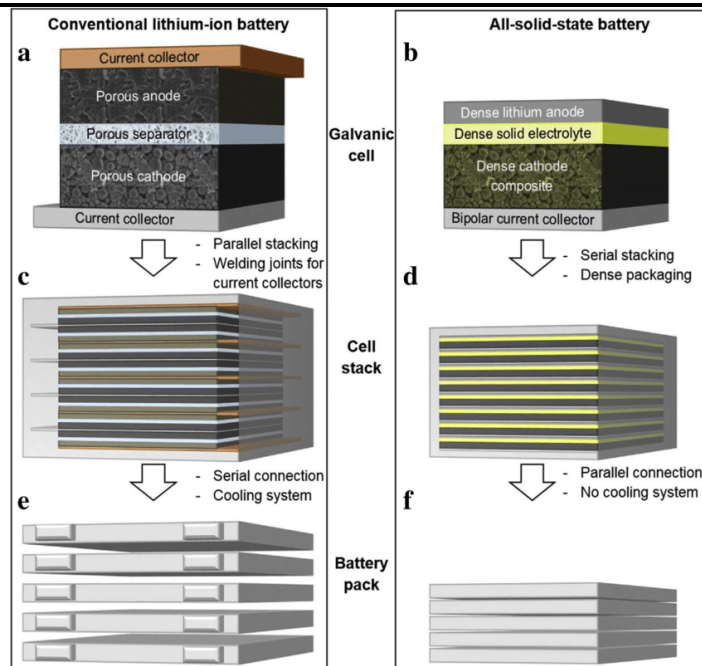 Conventional lithium-ion battery
a
Current collector
Porous anode
Porous separator
Porous cathode
Current collector
- Parallel stacking
- Welding joints for
current collectors
c
- Serial connection
- Cooling system
e
Galvanic
cell
Cell
stack
Battery
pack
All-solid-state battery
b
Dense lithium anode
Dense solid electrolyte
Dense cathode
composite
Bipolar current collector
- Serial stacking
- Dense packaging
d
- Parallel connection
- No cooling system
f